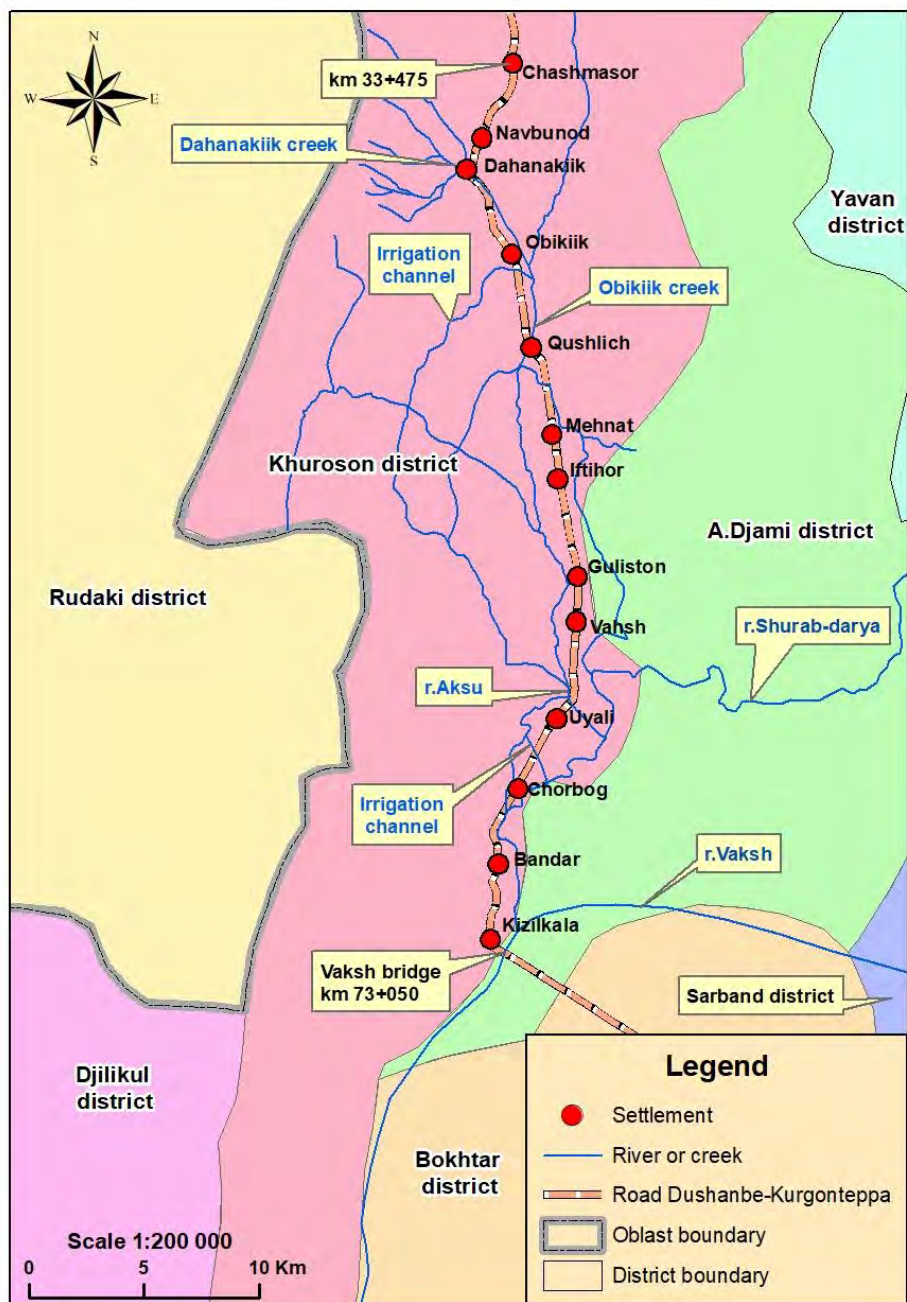 N
W
E
S
km 33+475
Chashmasor
Navbunod
Dahanakiik creek
Dahanakiik
Yavan
district
Obikiik
Irrigation
channel
Obikiik creek
Qushlich
Mehnat
Khuroson district
Iftihor
A.Djami district
Guliston
Rudaki district
Vahsh
r.Shurab-darya
r.Aksu
Uyali
Chorbog
Irrigation
channel
r.Vaksh
Bandar
Kizilkala
Vaksh bridge
km 73+050
Sarband district
Djilikul
district
Bokhtar
district
Legend
Settlement
River or creek
Road Dushanbe-Kurgonteppa
Oblast boundary
District boundary
Scale 1:200 000
0 5 10 Km